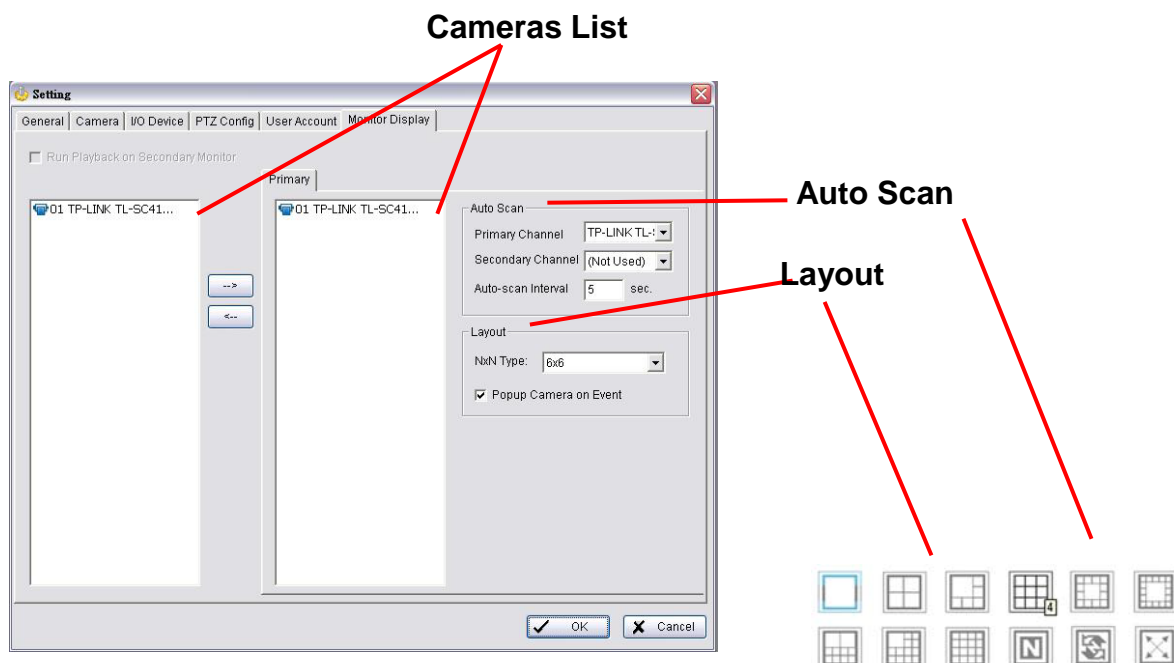 Cameras List
Setting
General Camera I/O Device PTZ Config User Account Monitor Display
Run Playback on Secondary Monitor
Primary
01 TP-LINK TL-SC41...
01 TP-LINK TL-SC41...
-->
<--
Auto Scan
Primary Channel TP-LINK TL-
Secondary Channel (Not Used)
Auto-scan Interval 5 sec.
Layout
NxN Type: 6x6
Popup Camera on Event
OK Cancel
Auto Scan
Layout
4
N